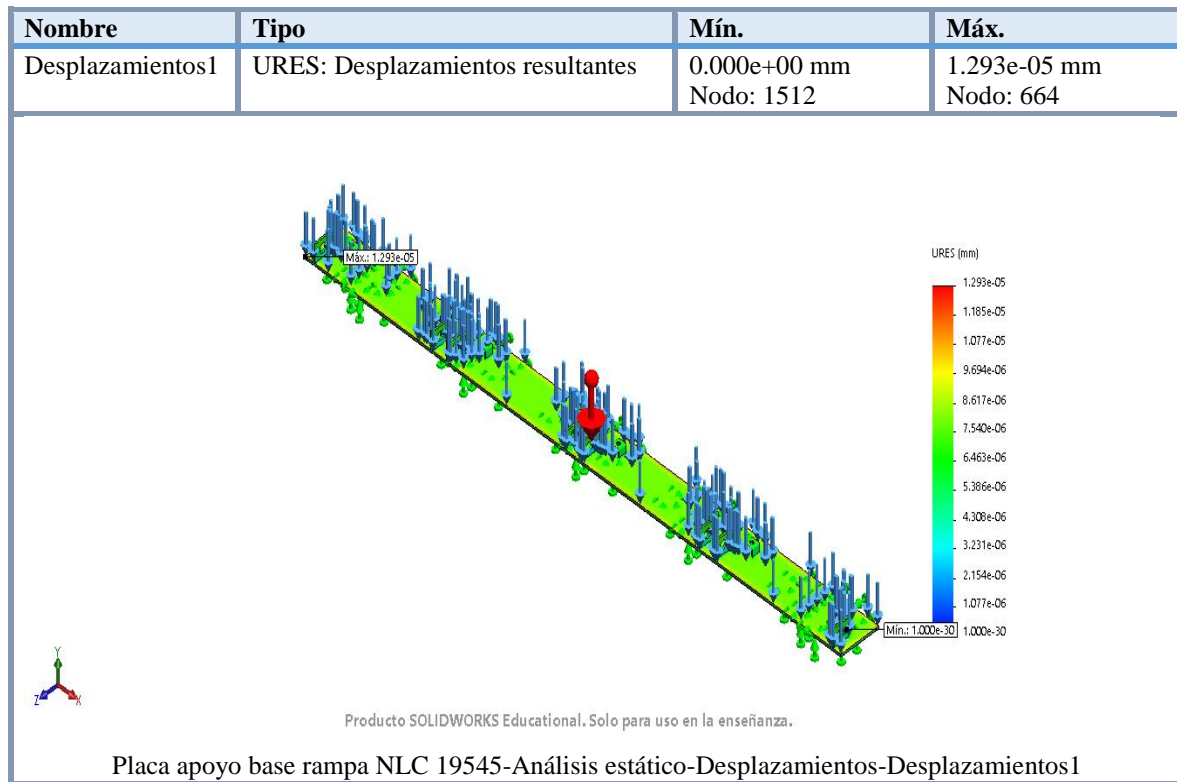 Nombre Tipo Mín. Máx.
Desplazamientos1 URES: Desplazamientos resultantes 0.000e+00 mm 1.293e-05 mm
Nodo: 1512 Nodo: 664
Máx.: 1.293e-05
URES (mm)
1.293e-05
1.185e-05
1.077e-05
9.694e-06
8.617e-06
7.540e-06
6.463e-06
5.386e-06
4.308e-06
3.231e-06
2.154e-06
1.077e-06
Mín.: 1.000e-30 1.000e-30
Y
Z X
Producto SOLIDWORKS Educational. Solo para uso en la enseñanza.
Placa apoyo base rampa NLC 19545-Análisis estático-Desplazamientos-Desplazamientos1